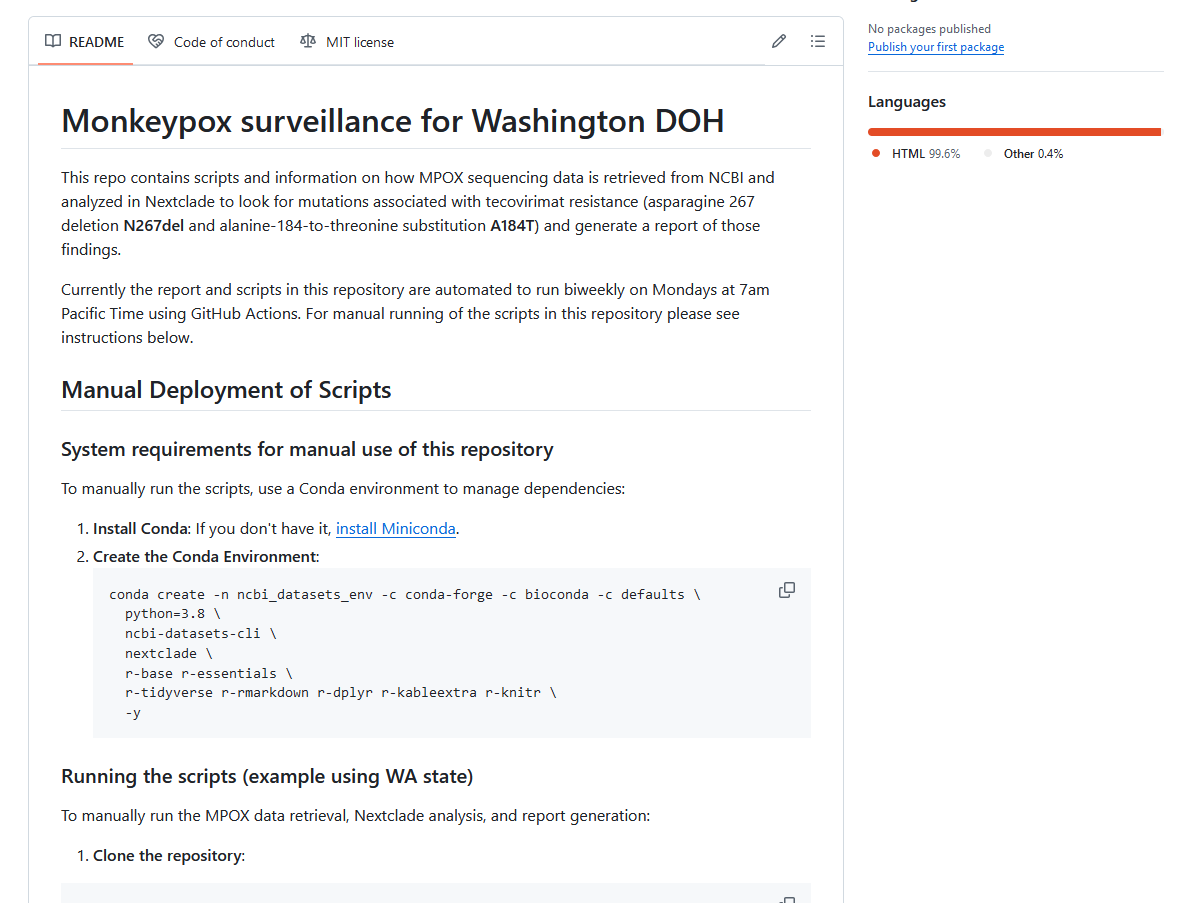 README
Code of conduct
MIT license
No packages published
Publish your first package
Languages
HTML 99.6%
Other 0.4%
Monkeypox surveillance for Washington DOH
This repo contains scripts and information on how MPOX sequencing data is retrieved from NCBI and
analyzed in Nextclade to look for mutations associated with tecovirimat resistance (asparagine 267
deletion N267del and alanine-184-to-threonine substitution A184T) and generate a report of those
findings.
Currently the report and scripts in this repository are automated to run biweekly on Mondays at 7am
Pacific Time using GitHub Actions. For manual running of the scripts in this repository please see
instructions below.
Manual Deployment of Scripts
System requirements for manual use of this repository
To manually run the scripts, use a Conda environment to manage dependencies:
1. Install Conda: If you don't have it, install Miniconda.
2. Create the Conda Environment:
conda create -n ncbi_datasets_env -c conda-forge -c bioconda -c defaults \
  python=3.8 \
  ncbi-datasets-cli \
  nextclade \
  r-base r-essentials \
  r-tidyverse r-rmarkdown r-dplyr r-kableextra r-knitr \
  -y
Running the scripts (example using WA state)
To manually run the MPOX data retrieval, Nextclade analysis, and report generation:
1. Clone the repository: